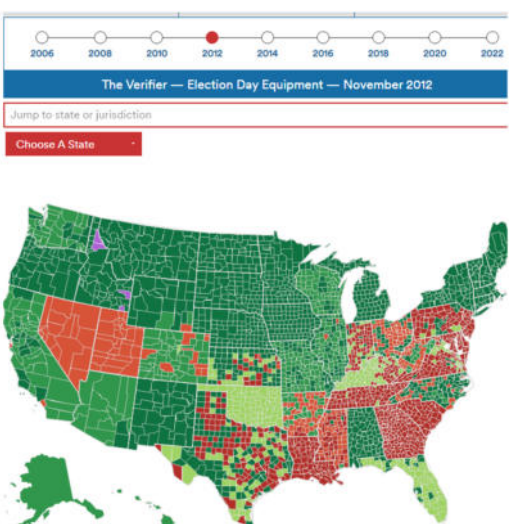 2006 2008 2010 2012 2014 2016 2018 2020 2022
The Verifier — Election Day Equipment — November 2012
Jump to state or jurisdiction
Choose A State